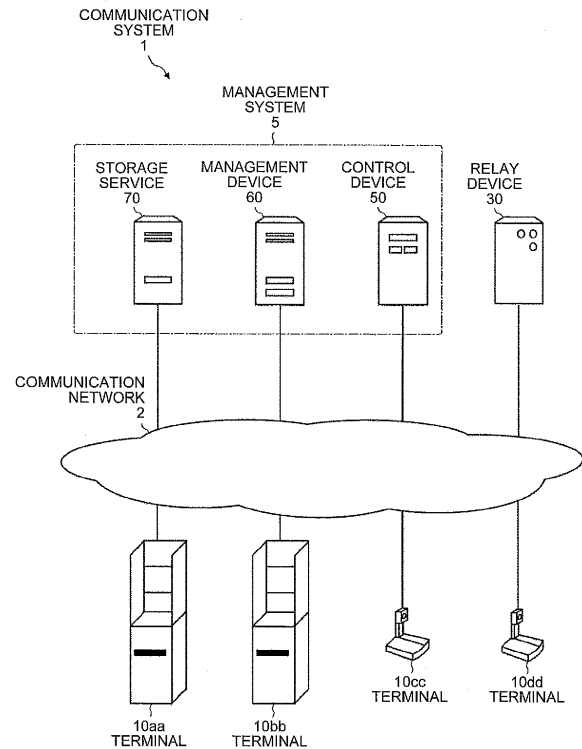 COMMUNICATION
SYSTEM
1
MANAGEMENT
SYSTEM
5
STORAGE
SERVICE
70
MANAGEMENT
DEVICE
60
CONTROL
DEVICE
50
RELAY
DEVICE
30
COMMUNICATION
NETWORK
2
10aa
TERMINAL
10bb
TERMINAL
10cc
TERMINAL
10dd
TERMINAL